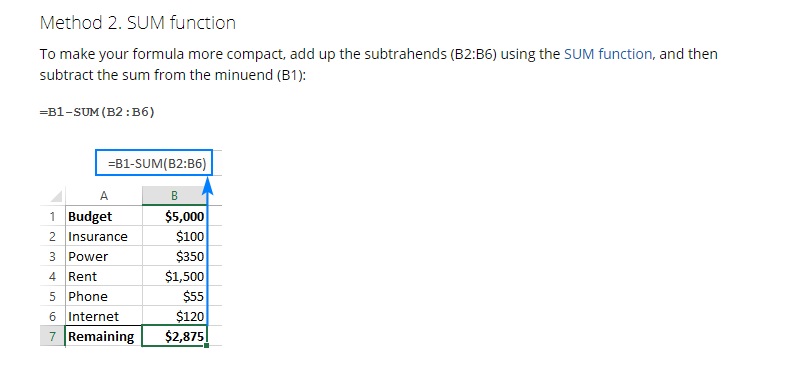 Method 2. SUM function
To make your formula more compact, add up the subtrahends (B2:B6) using the SUM function, and then
subtract the sum from the minuend (B1):
=B1-SUM(B2:B6)
=B1-SUM(B2:B6)
A B
1 Budget $5,000
2 Insurance $100
3 Power $350
4 Rent $1,500
5 Phone $55
6 Internet $120
7 Remaining $2,875